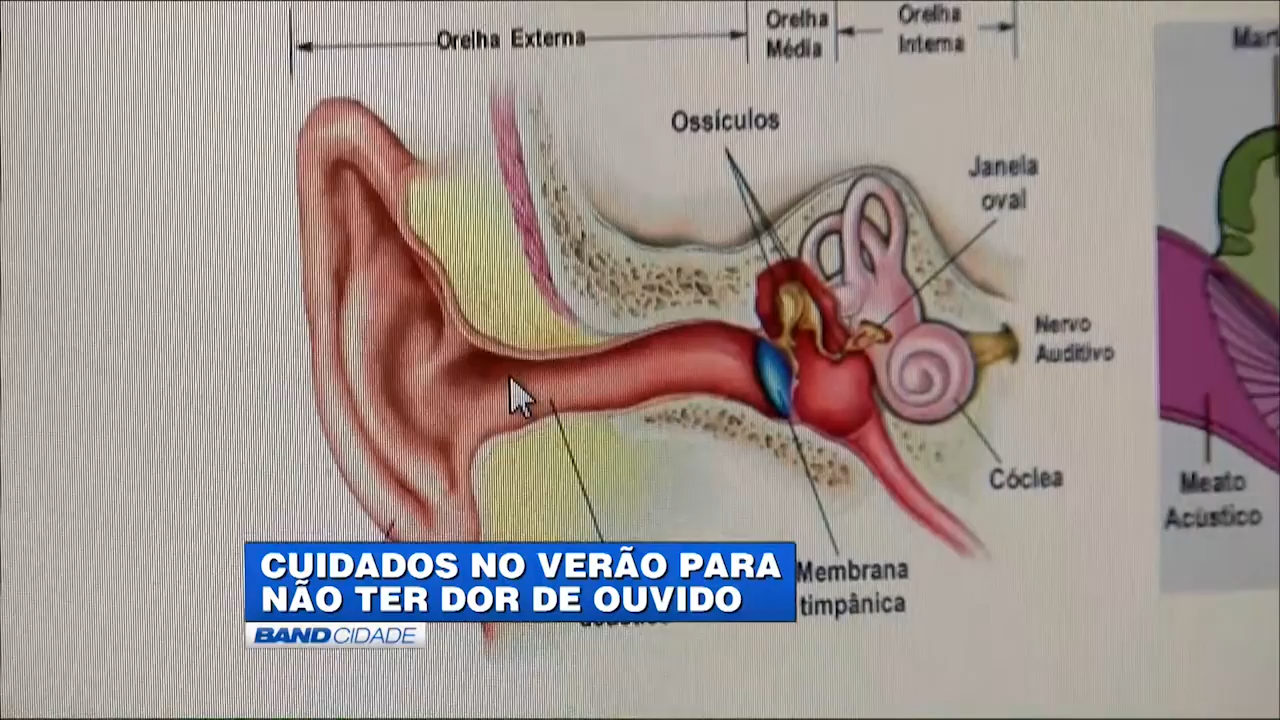 Orelha Externa
Orelha
Média
Orelha
Interna
Ossículos
Janela
oval
Nervo
Auditivo
Cóclea
Meato
Acústico
Membrana
timpânica
CUIDADOS NO VERÃO PARA
NÃO TER DOR DE OUVIDO
BAND CIDADE